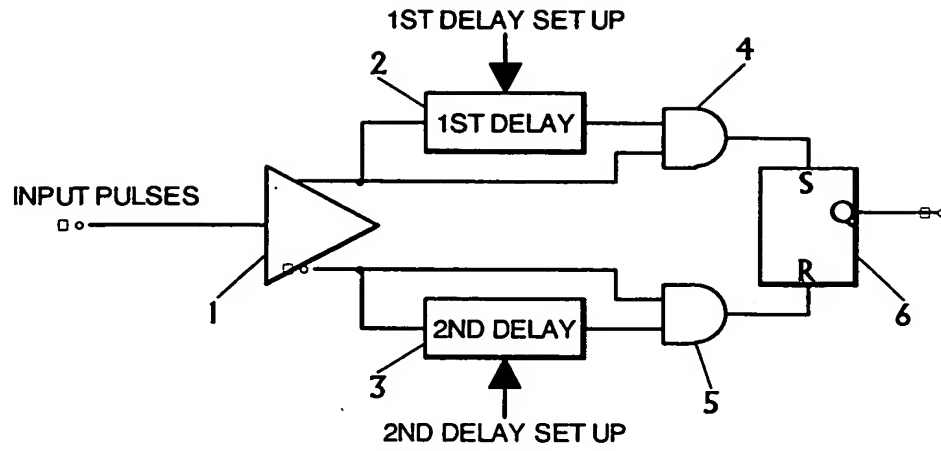 1ST DELAY SET UP
2
4
1ST DELAY
INPUT PULSES
S
R
1
6
2ND DELAY
3
5
2ND DELAY SET UP